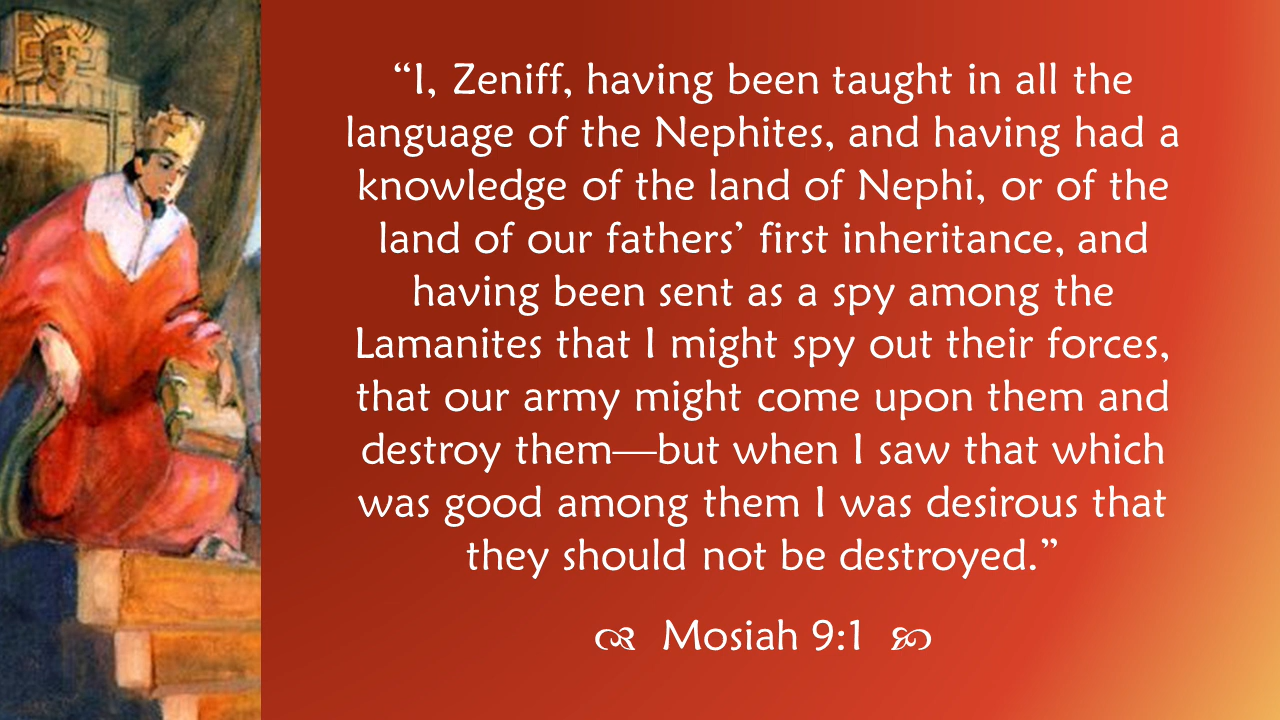 “I, Zeniff, having been taught in all the
language of the Nephites, and having had a
knowledge of the land of Nephi, or of the
land of our fathers’ first inheritance, and
having been sent as a spy among the
Lamanites that I might spy out their forces,
that our army might come upon them and
destroy them—but when I saw that which
was good among them I was desirous that
they should not be destroyed.”
Mosiah 9:1